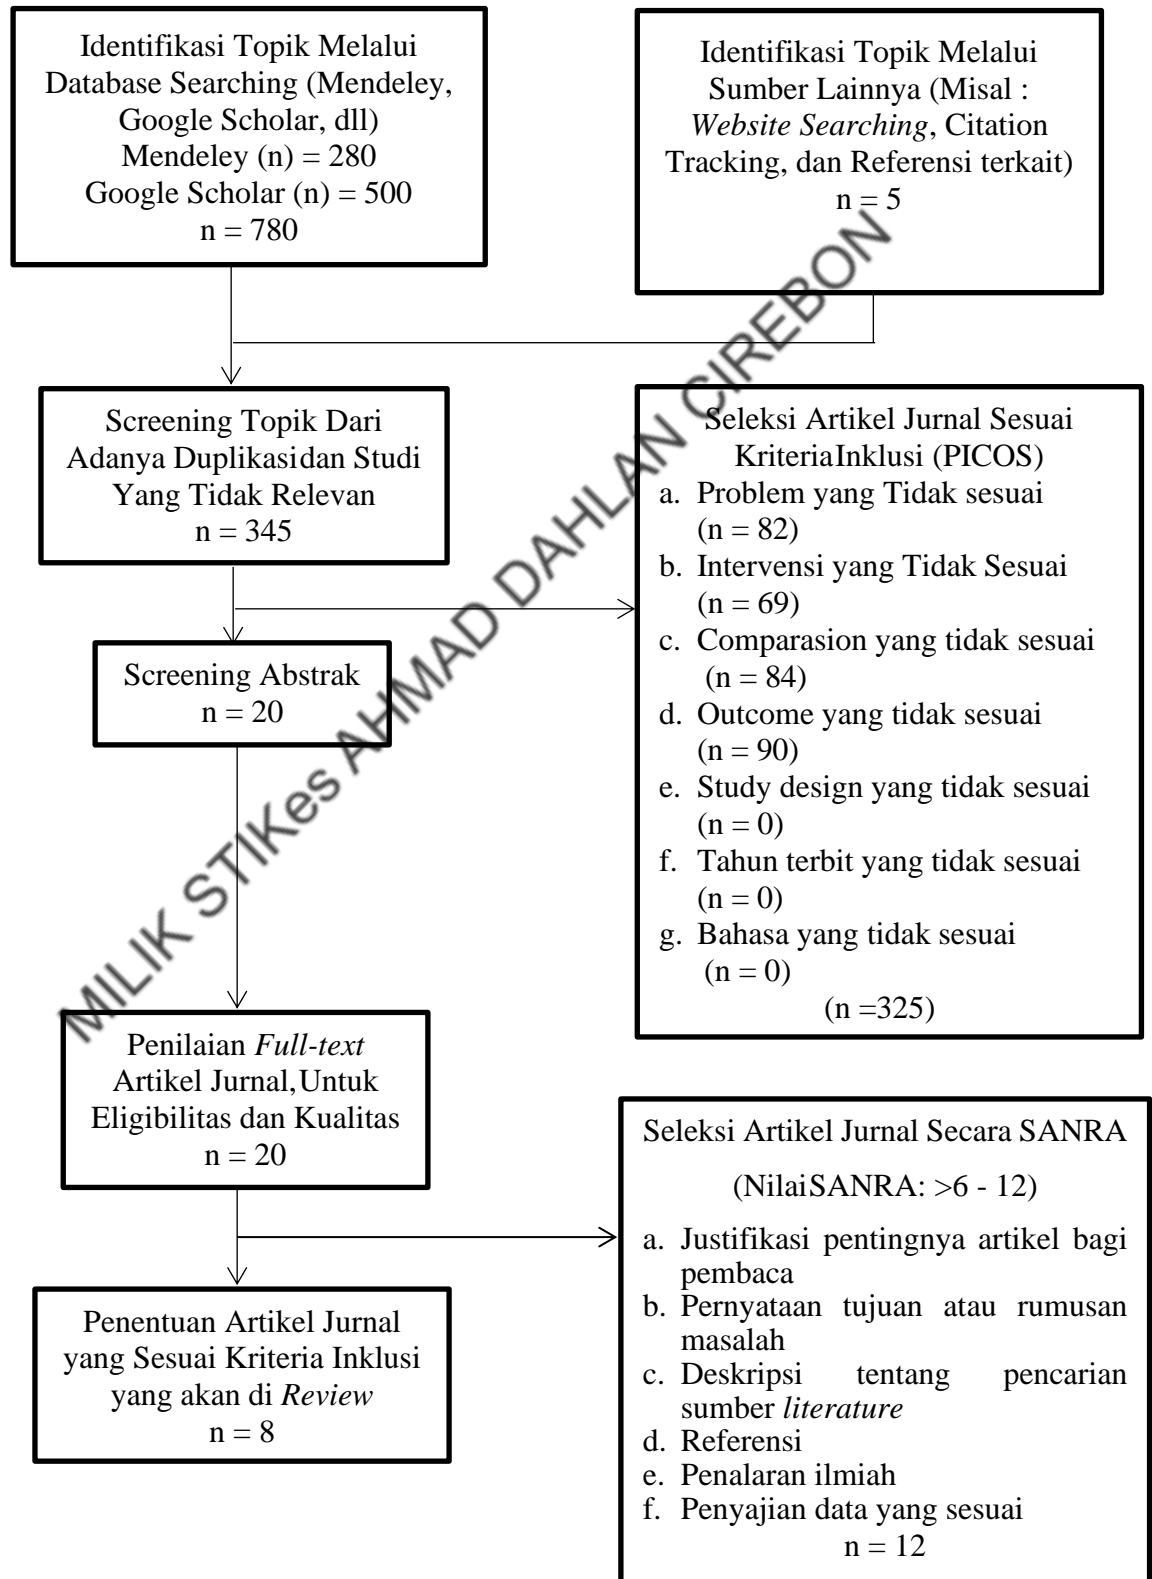 Identifikasi Topik Melalui
Database Searching (Mendeley,
Google Scholar, dll)
Mendeley (n) = 280
Google Scholar (n) = 500
n = 780
Identifikasi Topik Melalui
Sumber Lainnya (Misal :
Website Searching, Citation
Tracking, dan Referensi terkait)
n = 5
Screening Topik Dari
Adanya Duplikasidan Studi
Yang Tidak Relevan
n = 345
Seleksi Artikel Jurnal Sesuai
KriteriaInklusi (PICOS)
a. Problem yang Tidak sesuai
(n = 82)
b. Intervensi yang Tidak Sesuai
(n = 69)
c. Comparasion yang tidak sesuai
(n = 84)
d. Outcome yang tidak sesuai
(n = 90)
e. Study design yang tidak sesuai
(n = 0)
f. Tahun terbit yang tidak sesuai
(n = 0)
g. Bahasa yang tidak sesuai
(n = 0)
(n =325)
Screening Abstrak
n = 20
Penilaian Full-text
Artikel Jurnal,Untuk
Eligibilitas dan Kualitas
n = 20
Seleksi Artikel Jurnal Secara SANRA
(NilaiSANRA: >6 - 12)
a. Justifikasi pentingnya artikel bagi
pembaca
b. Pernyataan tujuan atau rumusan
masalah
c. Deskripsi tentang pencarian
sumber literature
d. Referensi
e. Penalaran ilmiah
f. Penyajian data yang sesuai
n = 12
Penentuan Artikel Jurnal
yang Sesuai Kriteria Inklusi
yang akan di Review
n = 8
MILIK STIKes AHMAD DAHLAN CIREBON